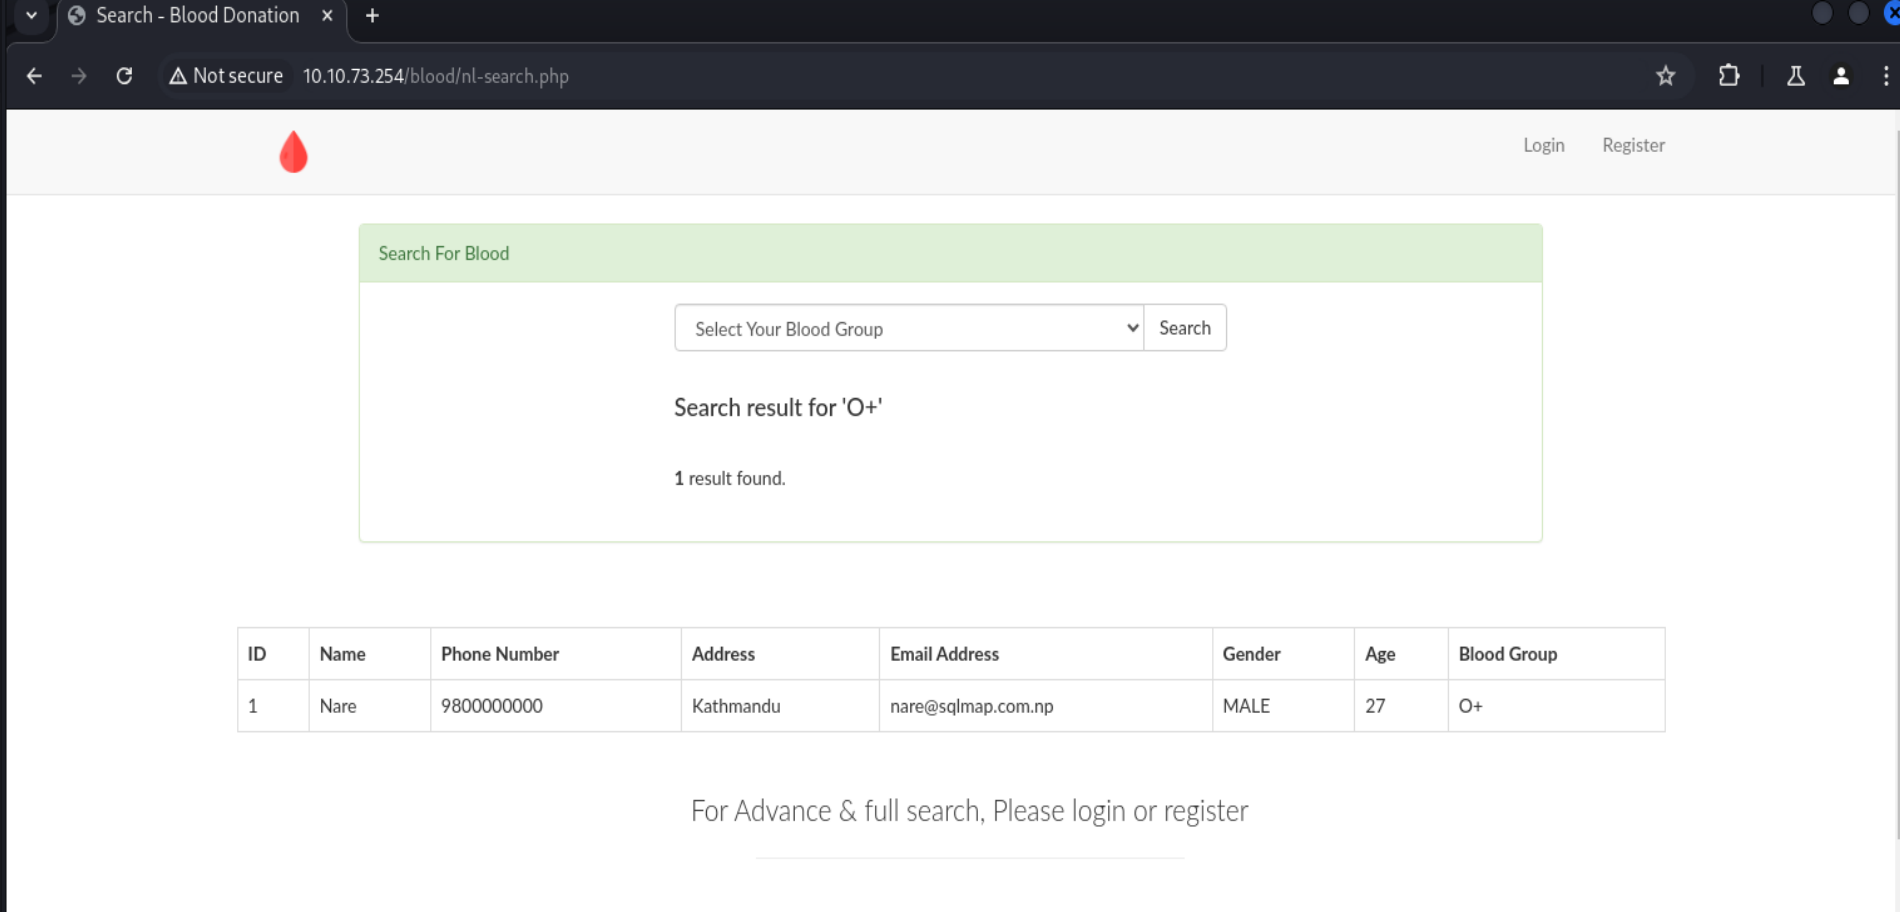 Search - Blood Donation
Not secure 10.10.73.254/blood/nl-search.php
Login Register
Search For Blood
Select Your Blood Group Search
Search result for 'O+'
1 result found.
ID Name Phone Number Address Email Address Gender Age Blood Group
1 Nare 9800000000 Kathmandu nare@sqlmap.com.np MALE 27 O+
For Advance & full search, Please login or register